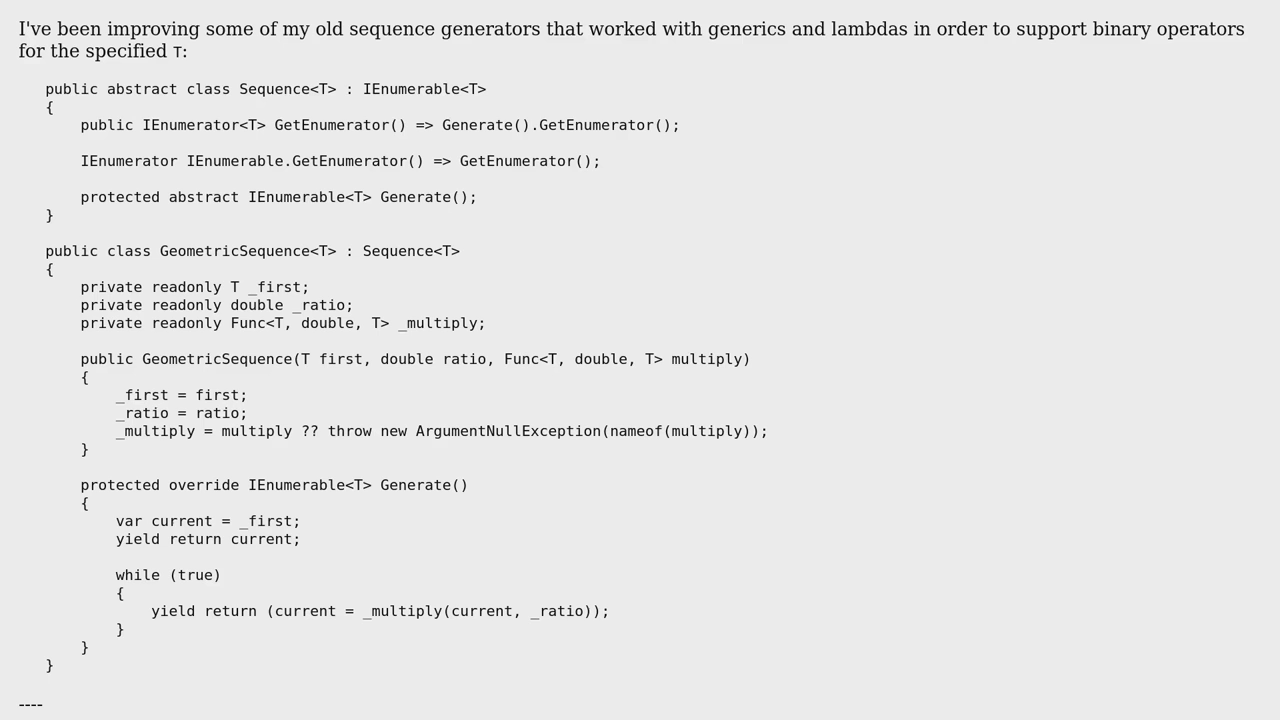 I've been improving some of my old sequence generators that worked with generics and lambdas in order to support binary operators
for the specified T:
public abstract class Sequence<T> : IEnumerable<T>
{
    public IEnumerator<T> GetEnumerator() => Generate().GetEnumerator();

    IEnumerator IEnumerable.GetEnumerator() => GetEnumerator();

    protected abstract IEnumerable<T> Generate();
}

public class GeometricSequence<T> : Sequence<T>
{
    private readonly T _first;
    private readonly double _ratio;
    private readonly Func<T, double, T> _multiply;

    public GeometricSequence(T first, double ratio, Func<T, double, T> multiply)
    {
        _first = first;
        _ratio = ratio;
        _multiply = multiply ?? throw new ArgumentNullException(nameof(multiply));
    }

    protected override IEnumerable<T> Generate()
    {
        var current = _first;
        yield return current;

        while (true)
        {
            yield return (current = _multiply(current, _ratio));
        }
    }
}
----